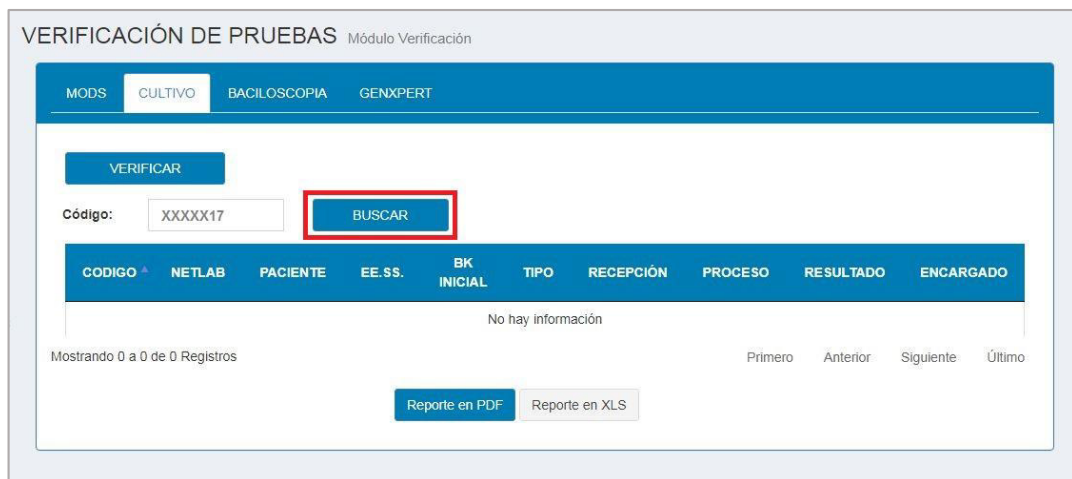 VERIFICACIÓN DE PRUEBAS Módulo Verificación
MODS CULTIVO BACILOSCOPIA GENXPERT
VERIFICAR
Código: XXXXX17 BUSCAR
CODIGO NETLAB PACIENTE EE.SS. BK INICIAL TIPO RECEPCIÓN PROCESO RESULTADO ENCARGADO
No hay información
Mostrando 0 a 0 de 0 Registros Primero Anterior Siguiente Último
Reporte en PDF Reporte en XLS